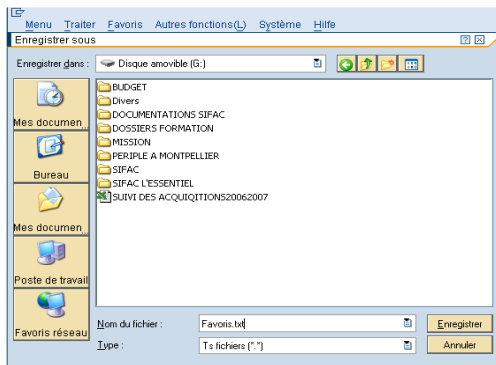 Menu Traiter Favoris Autres fonctions(L) Système Hilfe
Enregistrer sous
Enregistrer dans : Disque amovible (G:)
BUDGET
Divers
DOCUMENTATIONS SIFAC
DOSSIERS FORMATION
MISSION
PERIPLE A MONTPELLIER
SIFAC
SIFAC L'ESSENTIEL
SUIVI DES ACQUIQITIONS20062007
Mes documen...
Bureau
Mes documen...
Poste de travail
Favoris réseau
Nom du fichier : Favoris.txt Enregistrer
Type : Ts fichiers (*.*) Annuler